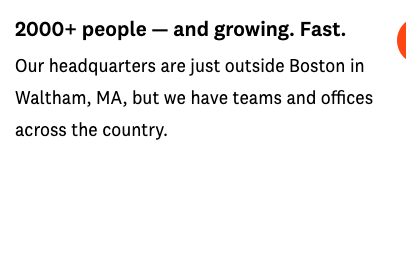 2000+ people — and growing. Fast.
Our headquarters are just outside Boston in
Waltham, MA, but we have teams and offices
across the country.